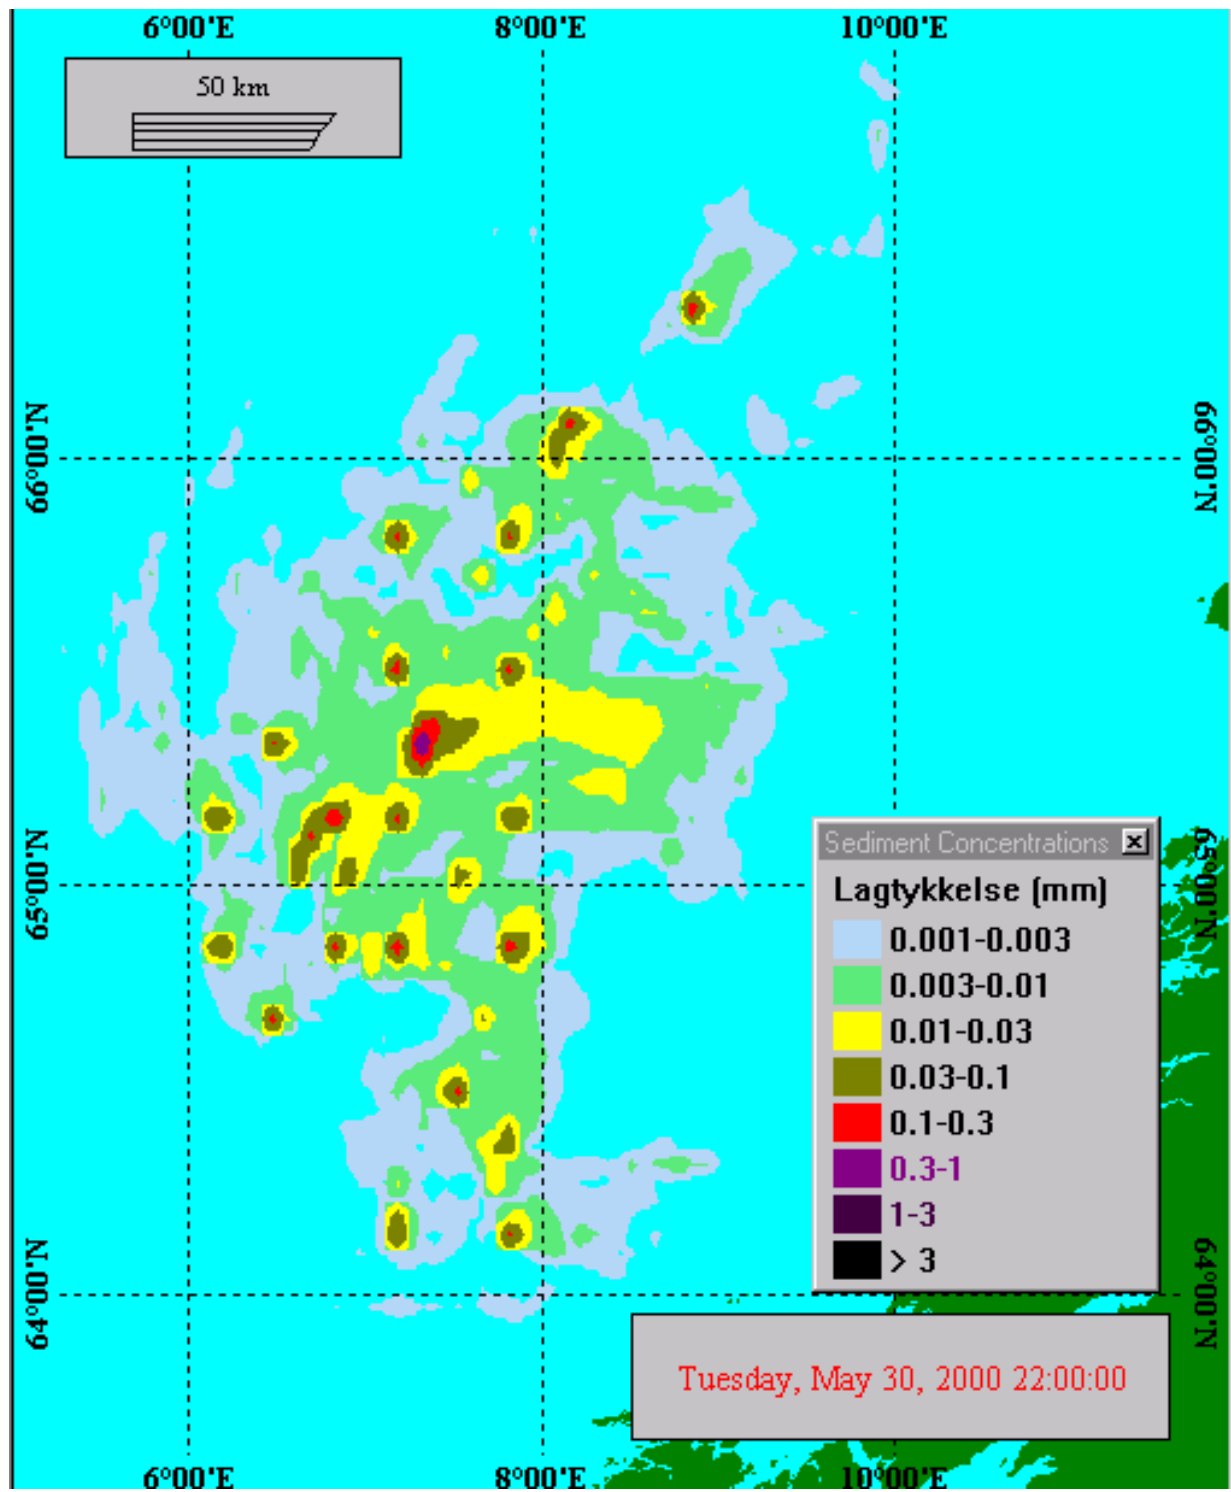 6°00'E 8°00'E 10°00'E
50 km
66°00'N 66°00'N
65°00'N 65°00'N
64°00'N 64°00'N
Sediment Concentrations
Lagtykkelse (mm)
0.001-0.003
0.003-0.01
0.01-0.03
0.03-0.1
0.1-0.3
0.3-1
1-3
> 3
Tuesday, May 30, 2000 22:00:00
6°00'E 8°00'E 10°00'E